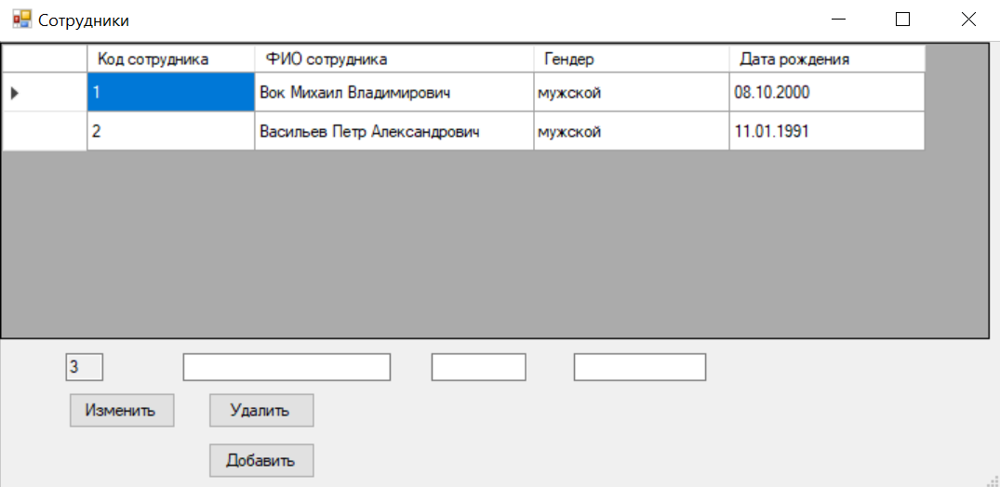 Сотрудники
Код сотрудника ФИО сотрудника Гендер Дата рождения
1 Вок Михаил Владимирович мужской 08.10.2000
2 Васильев Петр Александрович мужской 11.01.1991
3
Изменить Удалить
Добавить